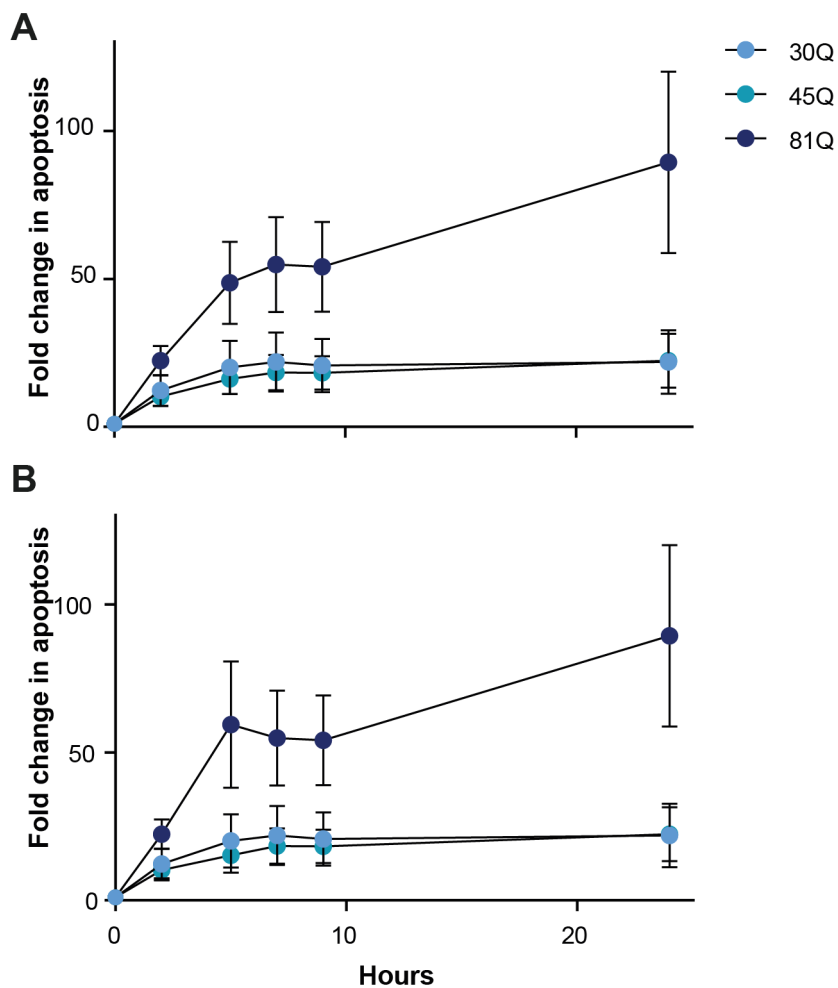 A
30Q
45Q
81Q
Fold change in apoptosis
100
50
0
B
Fold change in apoptosis
100
50
0
0 10 20
Hours